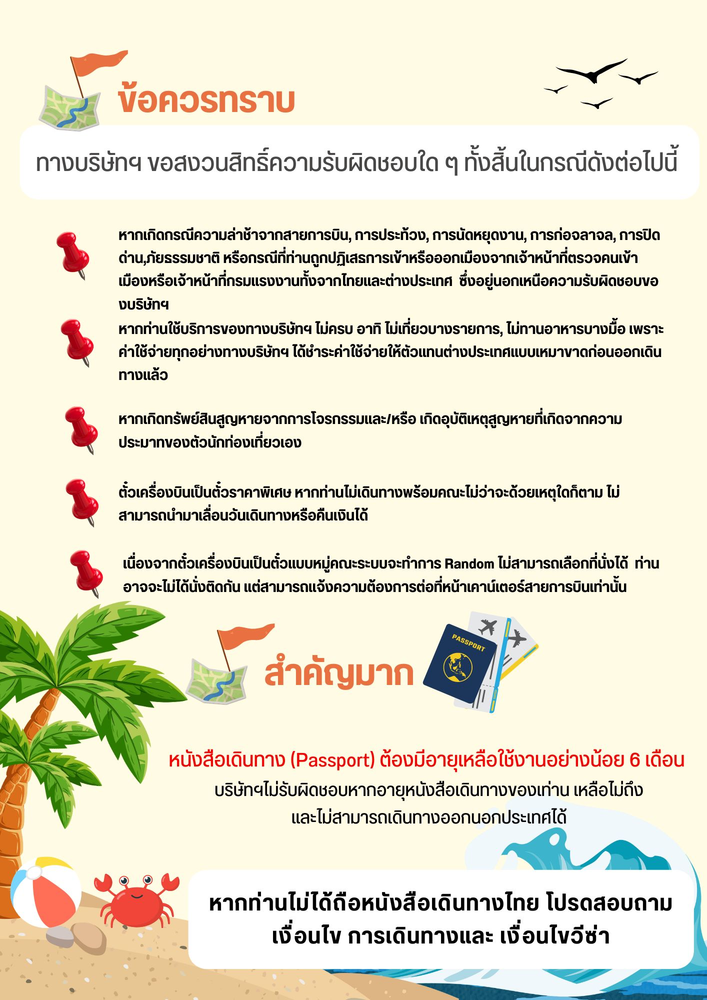 ข้อควรทราบ
ทางบริษัทฯ ขอสงวนสิทธิ์ความรับผิดชอบใด ๆ ทั้งสิ้นในกรณีดังต่อไปนี้
หากเกิดกรณีความล่าช้าจากสายการบิน, การประท้วง, การนัดหยุดงาน, การก่อจลาจล, การปิด
ด่าน,ภัยธรรมชาติ หรือกรณีที่ท่านถูกปฏิเสธการเข้าหรือออกเมืองจากเจ้าหน้าที่ตรวจคนเข้า
เมืองหรือเจ้าหน้าที่กรมแรงงานทั้งจากไทยและต่างประเทศ ซึ่งอยู่นอกเหนือความรับผิดชอบขอ
งบริษัทฯ
หากท่านใช้บริการของทางบริษัทฯ ไม่ครบ อาทิ ไม่เที่ยวบางรายการ, ไม่ทานอาหารบางมื้อ เพราะ
ค่าใช้จ่ายทุกอย่างทางบริษัทฯ ได้ชำระค่าใช้จ่ายให้ตัวแทนต่างประเทศแบบเหมาขาดก่อนออกเดิน
ทางแล้ว
หากเกิดทรัพย์สินสูญหายจากการโจรกรรมและ/หรือ เกิดอุบัติเหตุสูญหายที่เกิดจากความ
ประมาทของตัวนักท่องเที่ยวเอง
ตั๋วเครื่องบินเป็นตั๋วราคาพิเศษ หากท่านไม่เดินทางพร้อมคณะไม่ว่าจะด้วยเหตุใดก็ตาม ไม่
สามารถนำมาเลื่อนวันเดินทางหรือคืนเงินได้
เนื่องจากตั๋วเครื่องบินเป็นตั๋วแบบหมู่คณะระบบจะทำการ Random ไม่สามารถเลือกที่นั่งได้ ท่าน
อาจจะไม่ได้นั่งติดกัน แต่สามารถแจ้งความต้องการต่อที่หน้าเคาน์เตอร์สายการบินเท่านั้น
สำคัญมาก
PASSPORT
หนังสือเดินทาง (Passport) ต้องมีอายุเหลือใช้งานอย่างน้อย 6 เดือน
บริษัทฯไม่รับผิดชอบหากอายุหนังสือเดินทางของเท่าน เหลือไม่ถึง
และไม่สามารถเดินทางออกนอกประเทศได้
หากท่านไม่ได้ถือหนังสือเดินทางไทย โปรดสอบถาม
เงื่อนไข การเดินทางและ เงื่อนไขวีซ่า